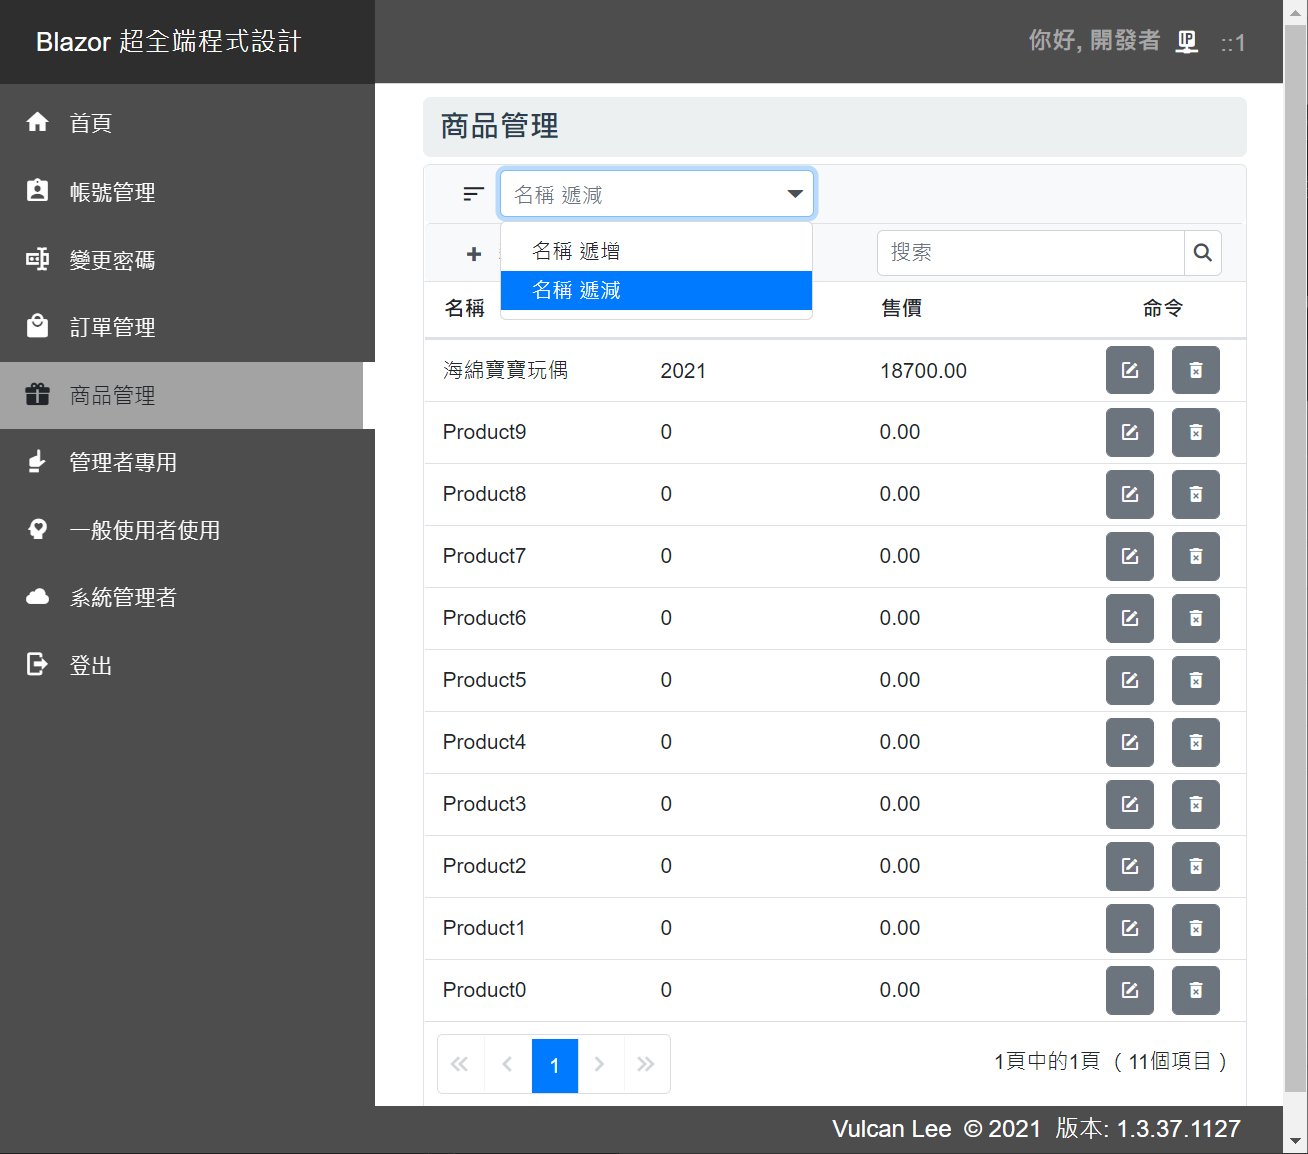 Blazor 超全端程式設計
你好, 開發者 IP ::1
首頁
帳號管理
變更密碼
訂單管理
商品管理
管理者專用
一般使用者使用
系統管理者
登出
商品管理
名稱 遞減
名稱 遞增
名稱 遞減
搜索
名稱 售價 命令
海綿寶寶玩偶 2021 18700.00
Product9 0 0.00
Product8 0 0.00
Product7 0 0.00
Product6 0 0.00
Product5 0 0.00
Product4 0 0.00
Product3 0 0.00
Product2 0 0.00
Product1 0 0.00
Product0 0 0.00
1
1頁中的1頁 ( 11個項目 )
Vulcan Lee © 2021 版本: 1.3.37.1127